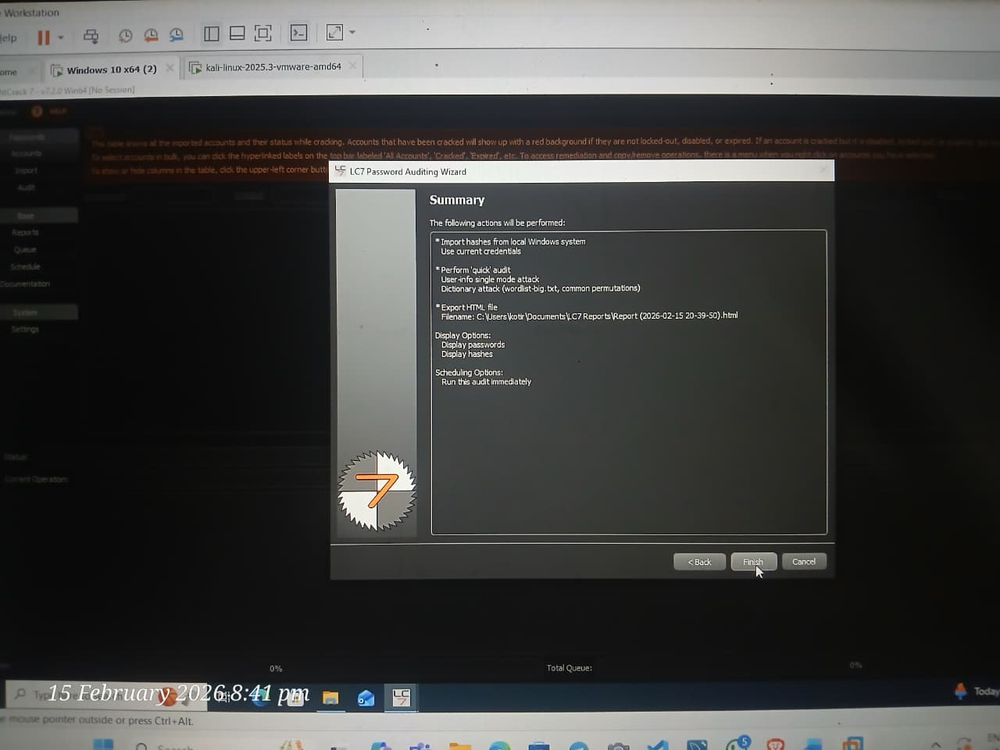 Workstation
Help
ome
Windows 10 x64 (2)
kali-linux-2025.3-vmware-amd64
htCrack 7 - v7.2.0 Win64 [No Session]
HELP
Passwords
Accounts
Import
Audit
Base
Reports
Queue
Schedule
Documentation
System
Settings
This table shows all the imported accounts and their status while cracking. Accounts that have been cracked will show up with a red background if they are not locked-out, disabled, or expired. If an account is cracked but it is disabled,
To select accounts in bulk, you can click the hyperlinked labels on the top bar labeled 'All Accounts', 'Cracked', 'Expired', etc. To access remediation and copy/remove operations, there is a menu when you right click on accounts you have selected.
To show or hide columns in the table, click the upper-left corner butt
LC7 Password Auditing Wizard
Summary
The following actions will be performed:
* Import hashes from local Windows system
Use current credentials
* Perform 'quick' audit
User-info single mode attack
Dictionary attack (wordlist-big.txt, common permutations)
* Export HTML file
Filename: C:\Users\kotir\Documents\LC7 Reports\Report (2026-02-15 20-39-50).html
Display Options:
Display passwords
Display hashes
Scheduling Options:
Run this audit immediately
7
< Back
Finish
Cancel
Status:
Current Operation:
0%
Total Queue:
0%
15 February 2026 8:41 pm
LC
7
Today
e mouse pointer outside or press Ctrl+Alt.
Search
5
EN